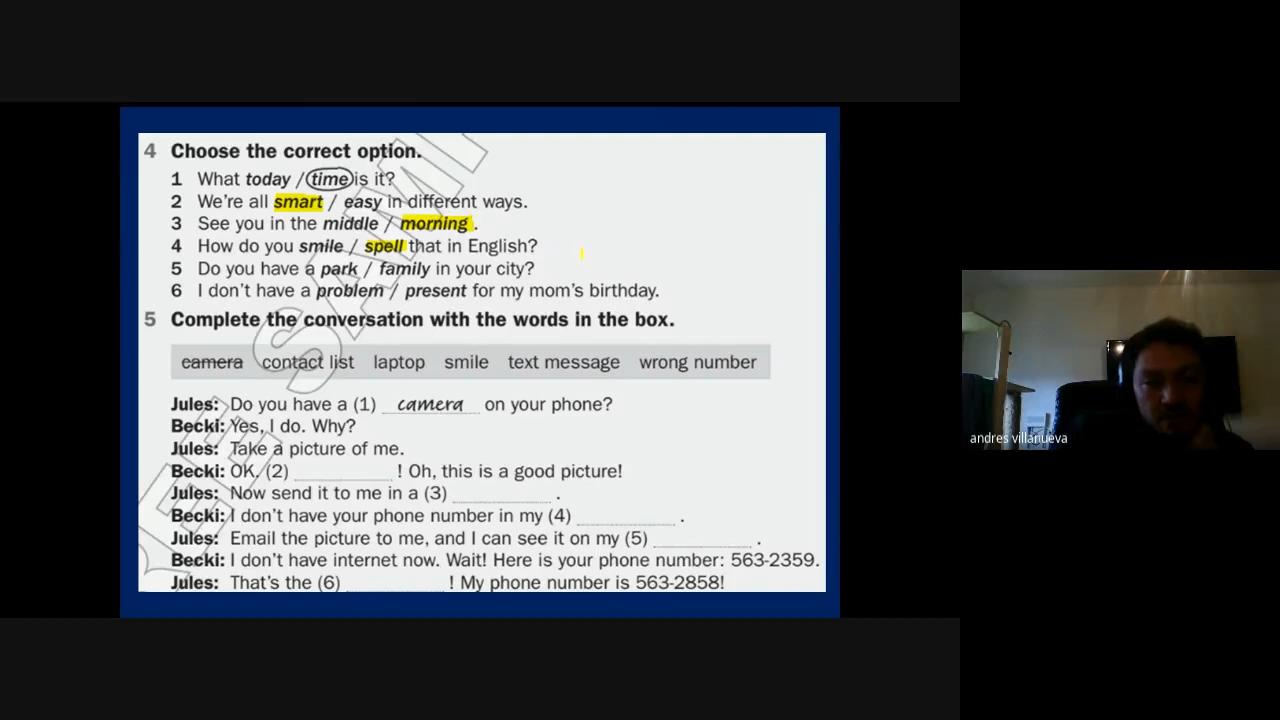 4 Choose the correct option.
1 What today / time is it?
2 We're all smart / easy in different ways.
3 See you in the middle / morning .
4 How do you smile / spell that in English?
5 Do you have a park / family in your city?
6 I don't have a problem / present for my mom's birthday.
5 Complete the conversation with the words in the box.
camera contact list laptop smile text message wrong number
Jules: Do you have a (1) camera on your phone?
Becki: Yes, I do. Why?
Jules: Take a picture of me.
Becki: OK. (2) ! Oh, this is a good picture!
Jules: Now send it to me in a (3) .
Becki: I don't have your phone number in my (4) .
Jules: Email the picture to me, and I can see it on my (5) .
Becki: I don't have internet now. Wait! Here is your phone number: 563-2359.
Jules: That's the (6) ! My phone number is 563-2858!
andres villanueva